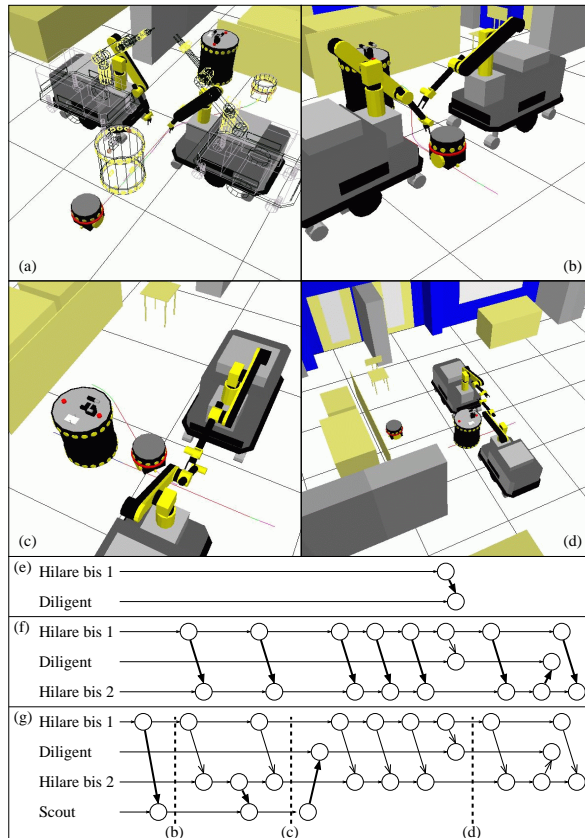 (a)
(b)
(c)
(d)
(e)
Hilare bis 1
Diligent
(f)
Hilare bis 1
Diligent
Hilare bis 2
(g)
Hilare bis 1
Diligent
Hilare bis 2
Scout
(b)
(c)
(d)